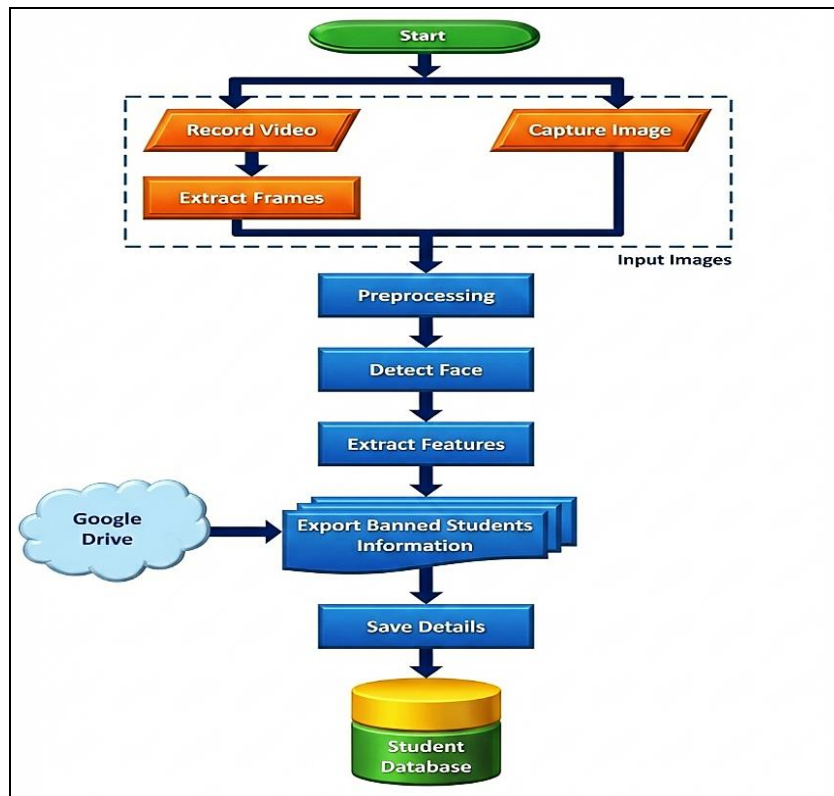 Start
Record Video
Capture Image
Extract Frames
Input Images
Preprocessing
Detect Face
Extract Features
Google
Drive
Export Banned Students
Information
Save Details
Student
Database